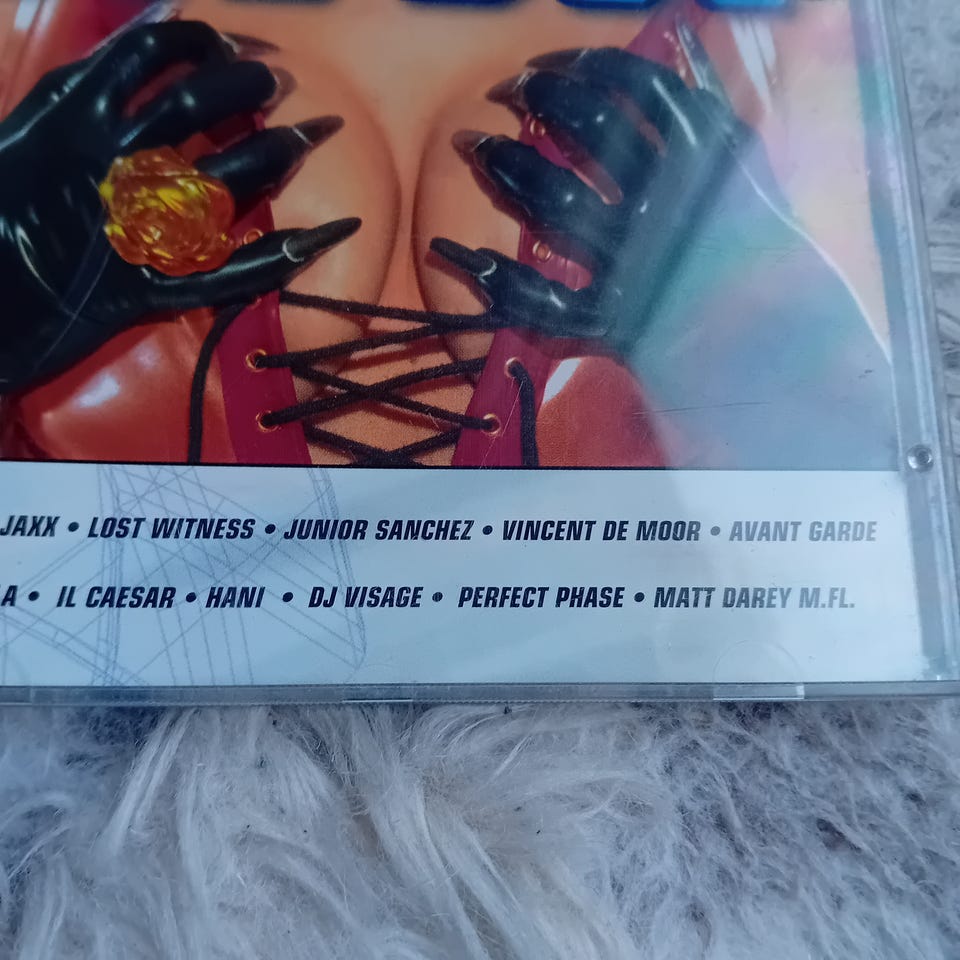 JAXX • LOST WITNESS • JUNIOR SANCHEZ • VINCENT DE MOOR • AVANT GARDE
LA • IL CAESAR • HANI • DJ VISAGE • PERFECT PHASE • MATT DAREY M.FL.